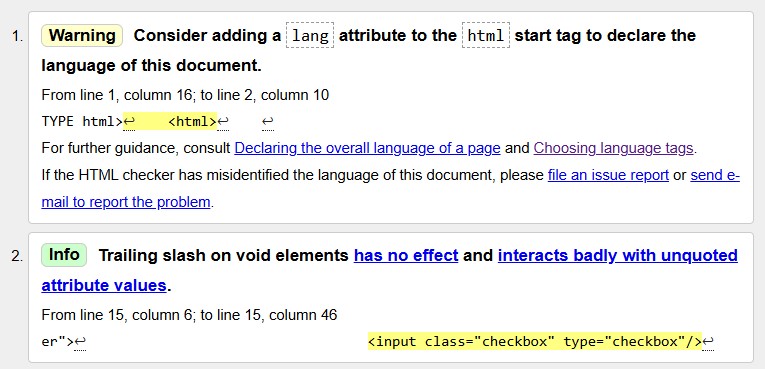 1. Warning Consider adding a lang attribute to the html start tag to declare the
language of this document.
From line 1, column 16; to line 2, column 10
TYPE html>↩ <html>↩ ↩
For further guidance, consult Declaring the overall language of a page and Choosing language tags.
If the HTML checker has misidentified the language of this document, please file an issue report or send e-
mail to report the problem.
2. Info Trailing slash on void elements has no effect and interacts badly with unquoted
attribute values.
From line 15, column 6; to line 15, column 46
er">↩ <input class="checkbox" type="checkbox"/>↩